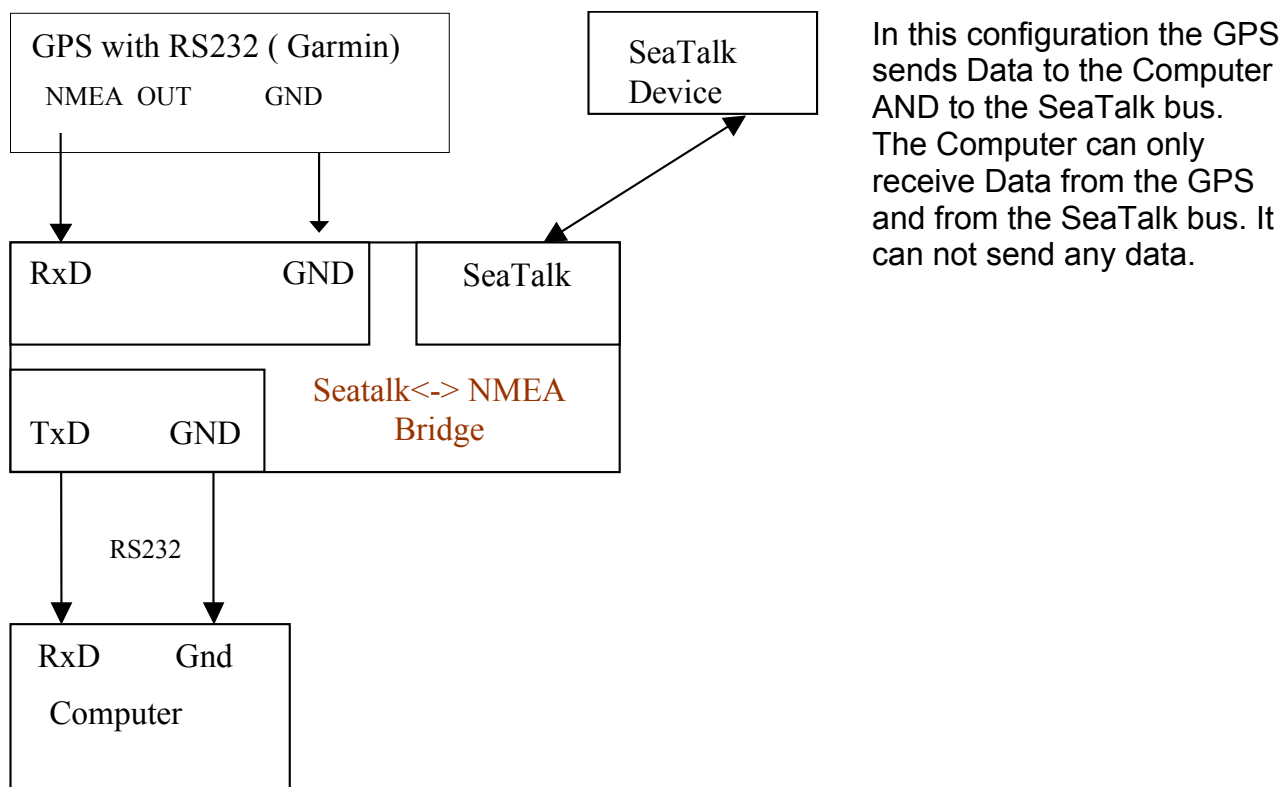 GPS with RS232 ( Garmin)
NMEA OUT GND
SeaTalk
Device
In this configuration the GPS
sends Data to the Computer
AND to the SeaTalk bus.
The Computer can only
receive Data from the GPS
and from the SeaTalk bus. It
can not send any data.
RxD GND
SeaTalk
Seatalk<-> NMEA
Bridge
TxD GND
RS232
RxD Gnd
Computer